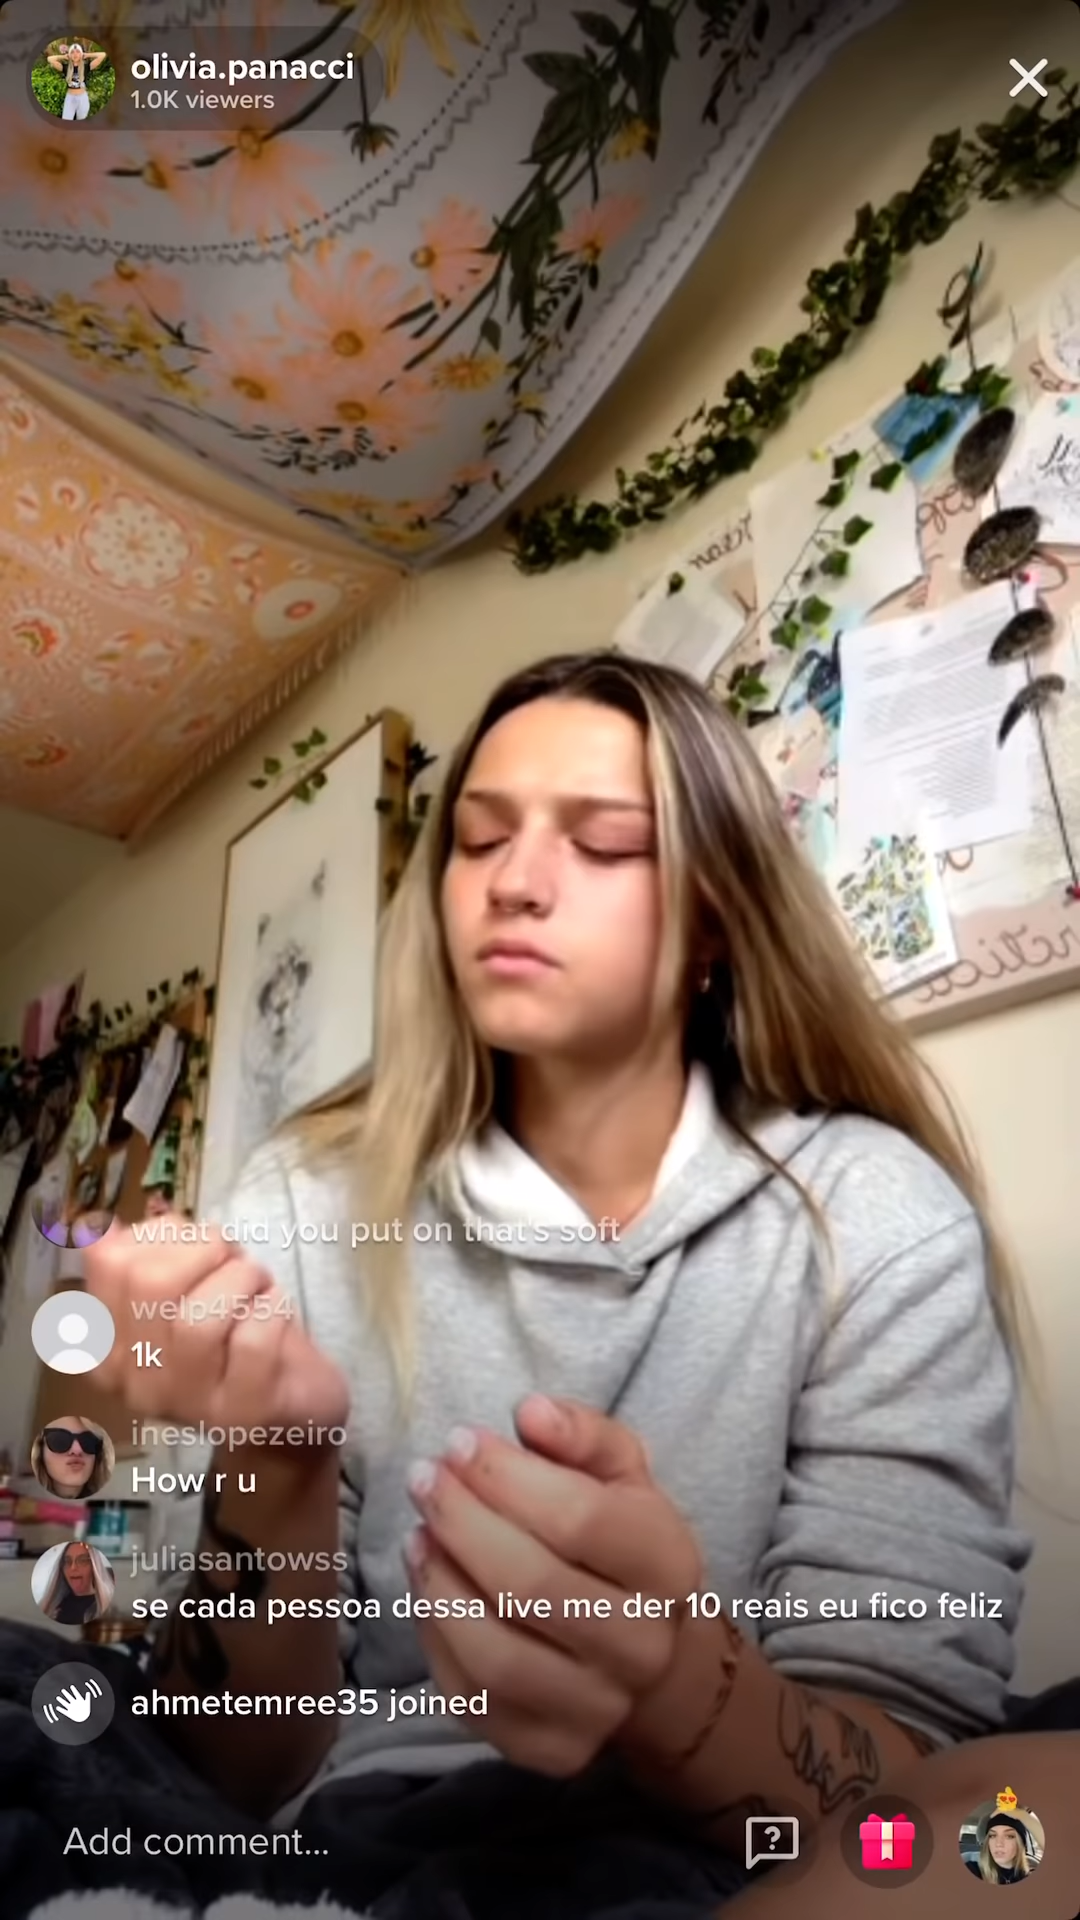 olivia.panacci
1.0K viewers
what did you put on that's soft
welp4554
1k
ineslopezeiro
How r u
juliasantowss
se cada pessoa dessa live me der 10 reais eu fico feliz
ahmetemree35 joined
Add comment...
?